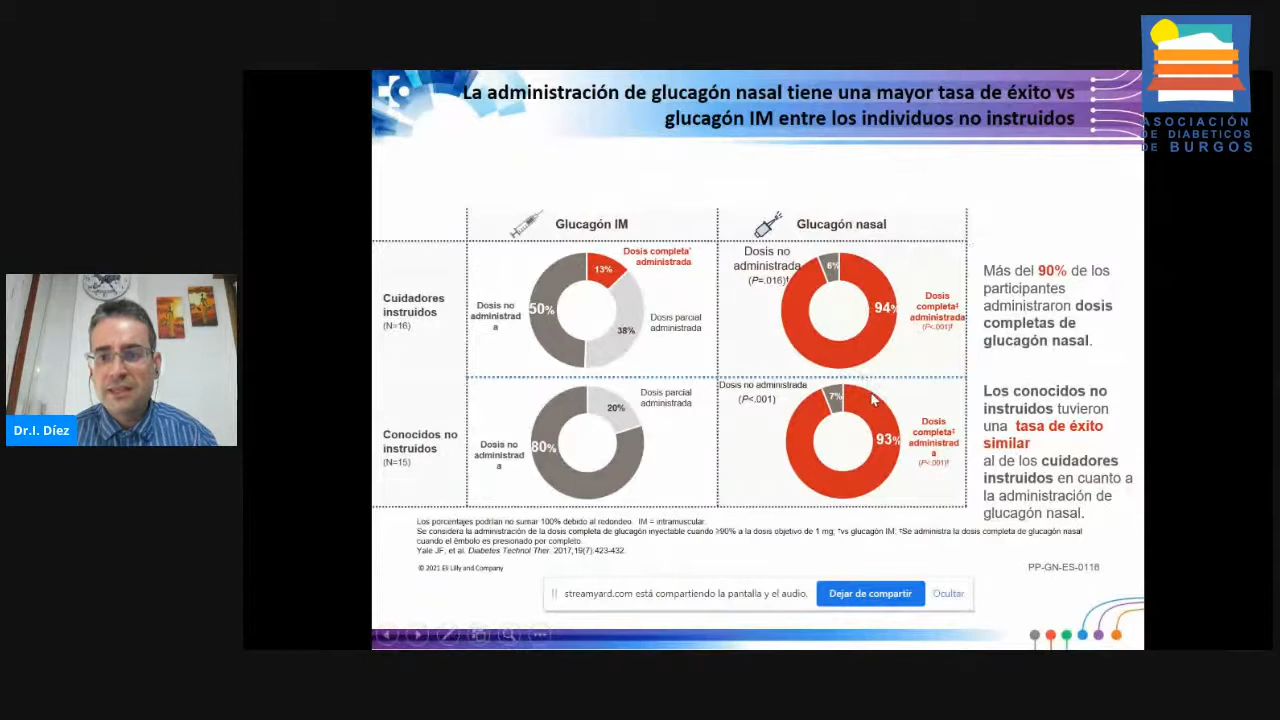 La administración de glucagón nasal tiene una mayor tasa de éxito vs
glucagón IM entre los individuos no instruidos
ASOCIACIÓN
DE DIABETICOS
DE BURGOS
Glucagón IM
Glucagón nasal
Cuidadores
instruidos
(N=16)
Dosis completa*
administrada
13%
50%
38%
Dosis no
administrad
a
Dosis parcial
administrada
Dosis no
administrada
(P=.016)†
6%
94%
Dosis
completa‡
administrada
(P<.001)†
Más del 90% de los
participantes
administraron dosis
completas de
glucagón nasal.
Conocidos no
instruidos
(N=15)
Dosis parcial
administrada
20%
80%
Dosis no
administrad
a
Dosis no administrada
(P<.001)
7%
93%
Dosis
completa‡
administrad
a
(P<.001)†
Los conocidos no
instruidos tuvieron
una tasa de éxito
similar
al de los cuidadores
instruidos en cuanto a
la administración de
glucagón nasal.
Dr.I. Díez
Los porcentajes podrían no sumar 100% debido al redondeo. IM = intramuscular.
Se considera la administración de la dosis completa de glucagón inyectable cuando ≥90% a la dosis objetivo de 1 mg; †vs glucagón IM; ‡Se administra la dosis completa de glucagón nasal
cuando el émbolo es presionado por completo.
Yale JF, et al. Diabetes Technol Ther. 2017;19(7):423-432.
© 2021 Eli Lilly and Company
PP-GN-ES-0116
streamyard.com está compartiendo la pantalla y el audio.
Dejar de compartir
Ocultar